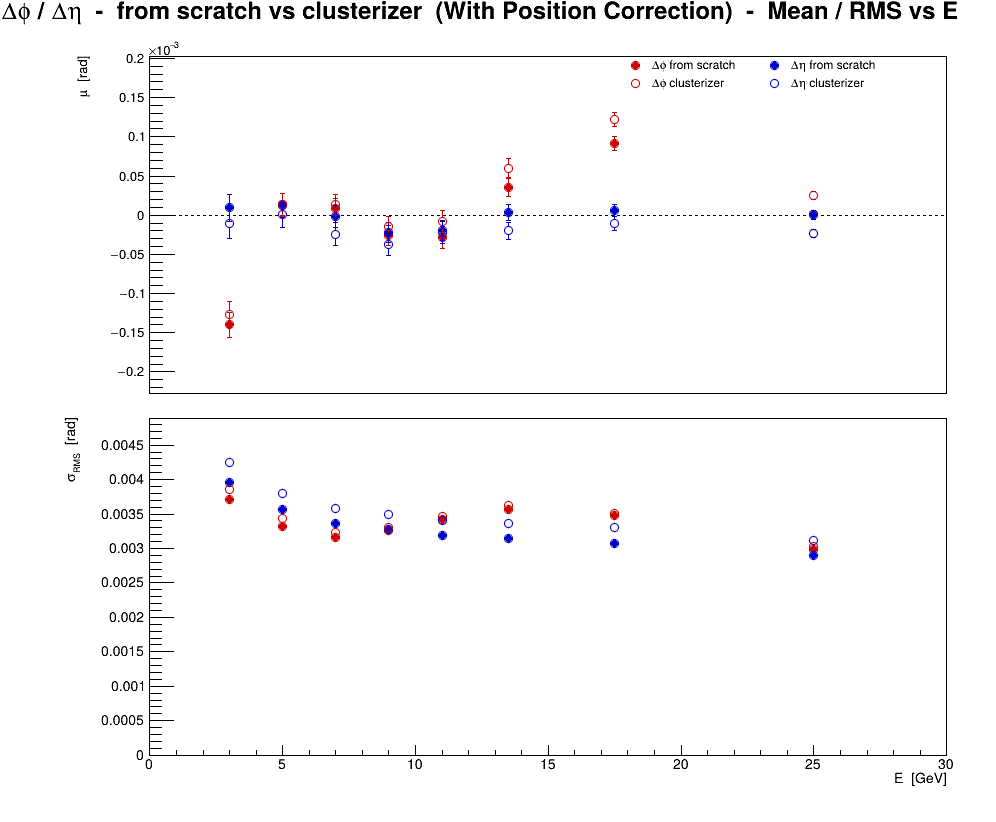 Δϕ / Δη - from scratch vs clusterizer (With Position Correction) - Mean / RMS vs E
×10⁻³
μ [rad]
0.2
0.15
0.1
0.05
0
−0.05
−0.1
−0.15
−0.2
Δϕ from scratch
Δη from scratch
Δϕ clusterizer
Δη clusterizer
σRMS [rad]
0.0045
0.004
0.0035
0.003
0.0025
0.002
0.0015
0.001
0.0005
0
0 5 10 15 20 25 30
E [GeV]